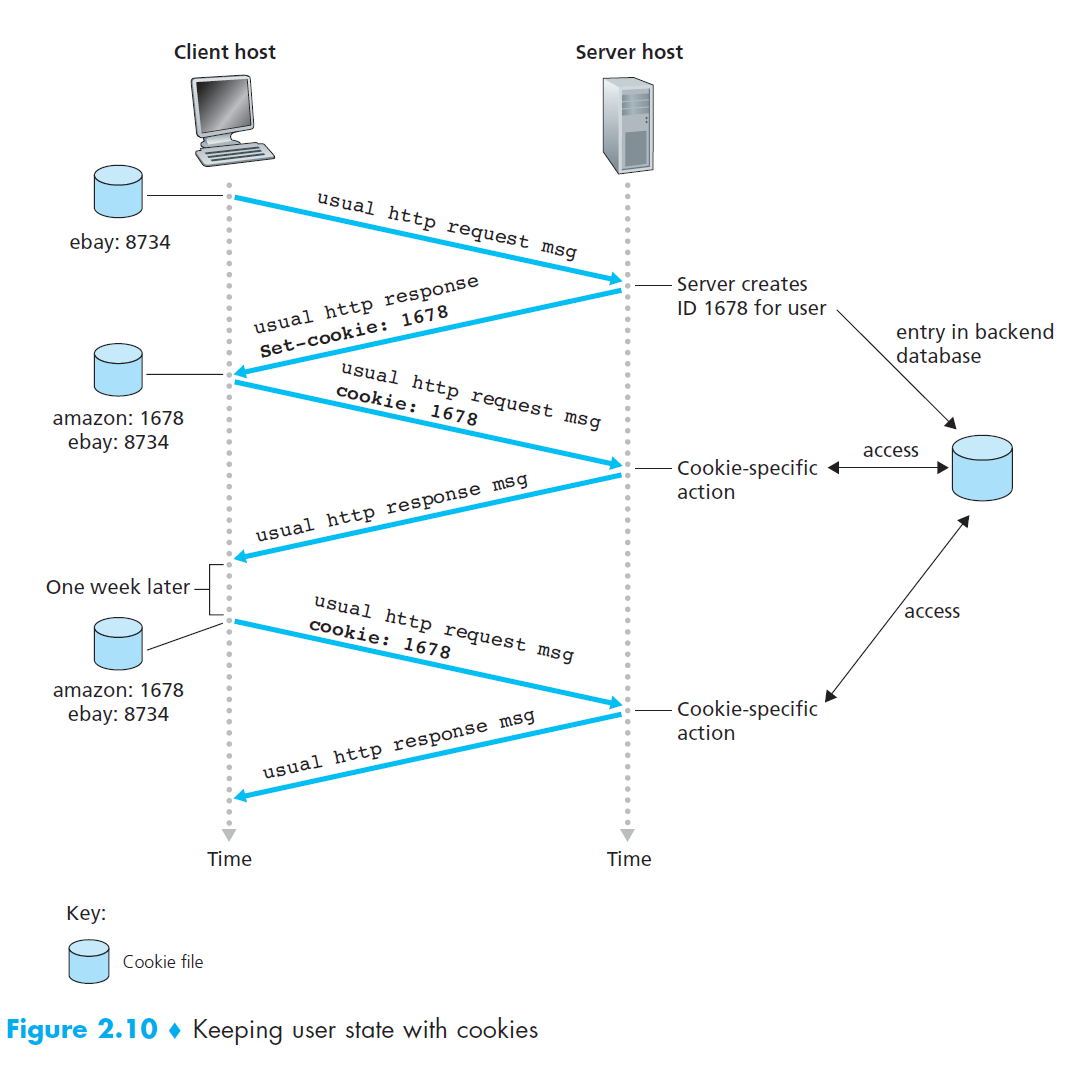 Client host
Server host
ebay: 8734
usual http request msg
Server creates
ID 1678 for user
usual http response
Set-cookie: 1678
entry in backend
database
amazon: 1678
ebay: 8734
usual http request msg
cookie: 1678
Cookie-specific
action
access
usual http response msg
One week later
usual http request msg
cookie: 1678
access
amazon: 1678
ebay: 8734
Cookie-specific
action
usual http response msg
Time
Time
Key:
Cookie file
Figure 2.10 ♦ Keeping user state with cookies